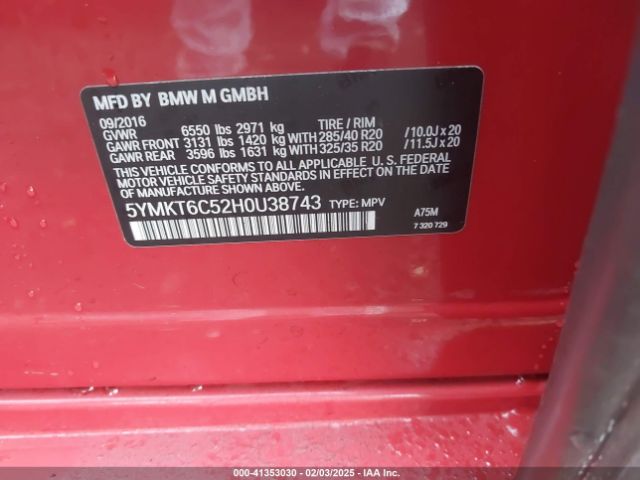 MFD BY BMW M GMBH
09/2016 TIRE / RIM
GVWR 6550 lbs 2971 kg
GAWR FRONT 3131 lbs 1420 kg WITH 285/40 R20 /10.0J x 20
GAWR REAR 3596 lbs 1631 kg WITH 325/35 R20 /11.5J x 20
THIS VEHICLE CONFORMS TO ALL APPLICABLE U. S. FEDERAL
MOTOR VEHICLE SAFETY STANDARDS IN EFFECT ON THE DATE
OF MANUFACTURE SHOWN ABOVE.
5YMKT6C52H0U38743 TYPE: MPV A75M
7 320 729
000-41353030 - 02/03/2025 - IAA Inc.